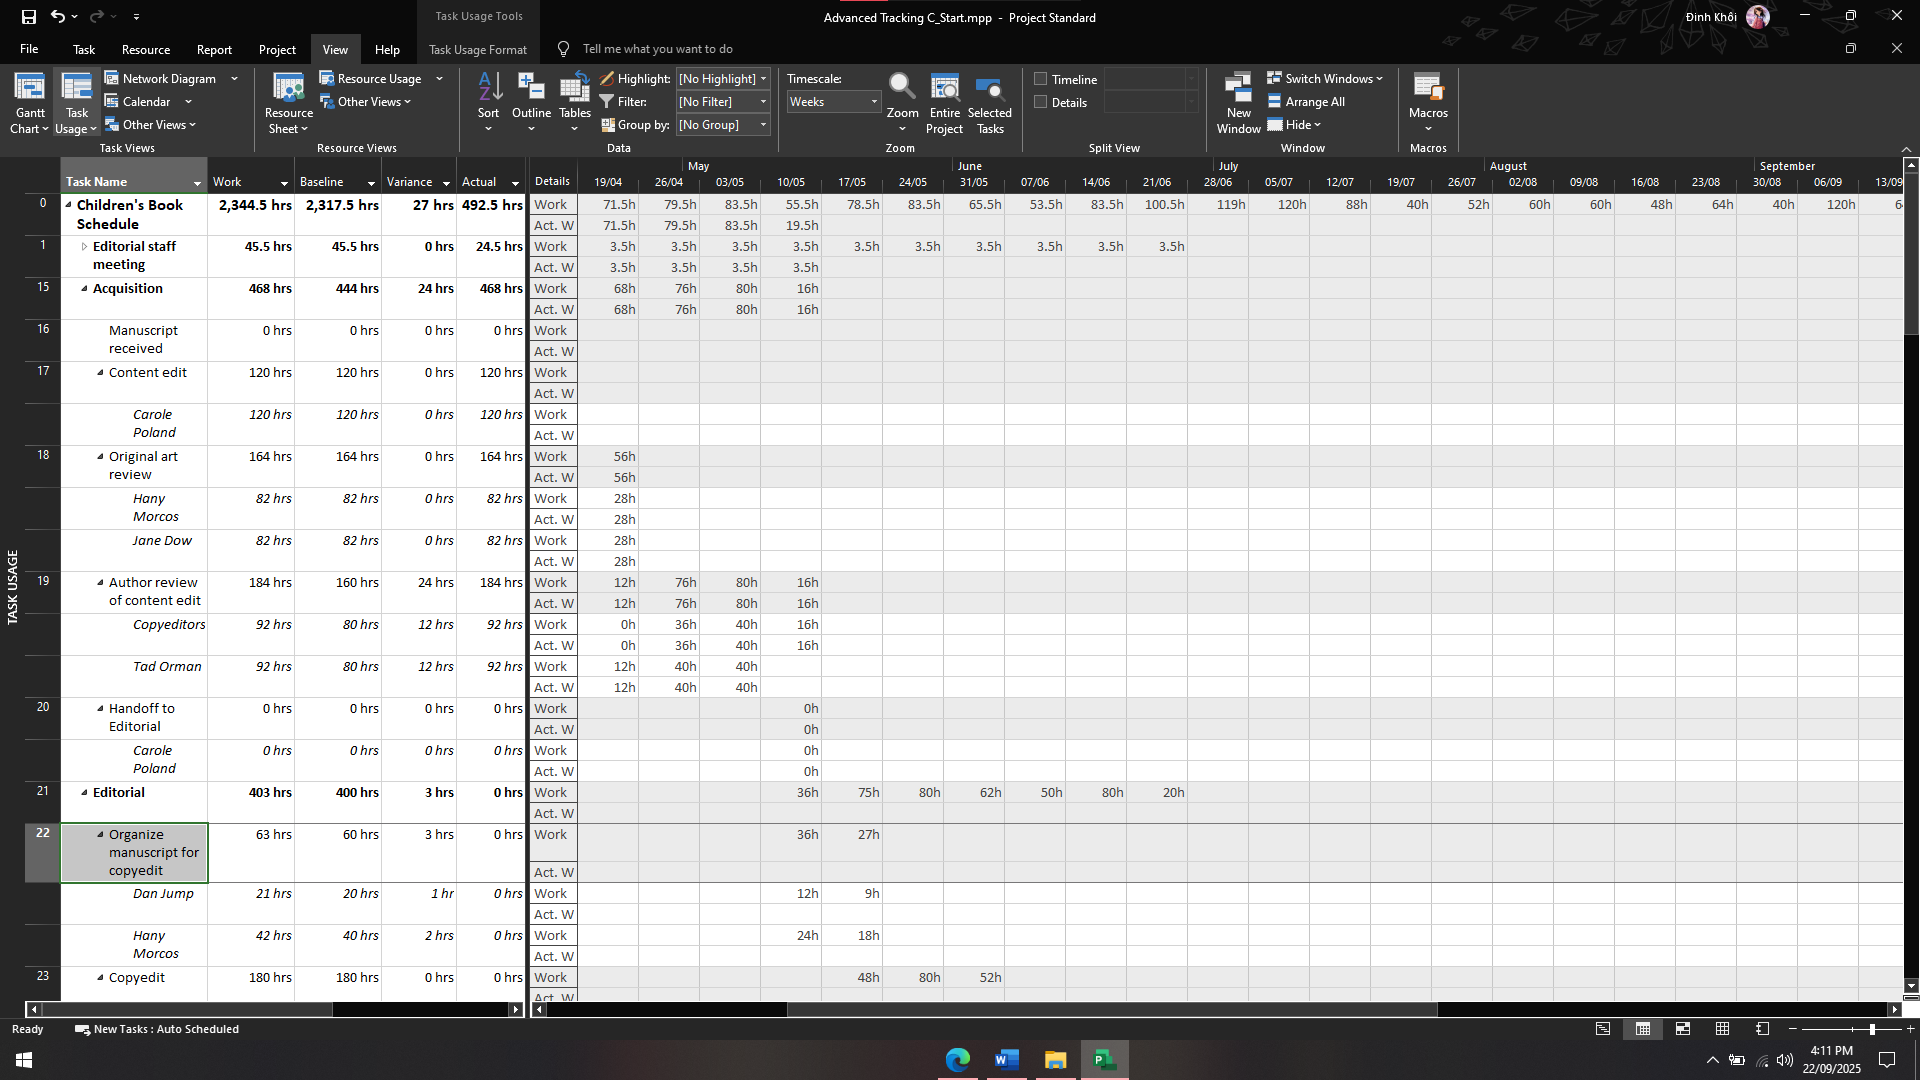 Task Usage Tools
Advanced Tracking C_Start.mpp - Project Standard
Đinh Khôi
File Task Resource Report Project View Help Task Usage Format Tell me what you want to do
Gantt Chart
Task Usage
Network Diagram
Calendar
Other Views
Task Views
Resource Sheet
Resource Usage
Other Views
Resource Views
Sort
Outline
Tables
Highlight: [No Highlight]
Filter: [No Filter]
Group by: [No Group]
Data
Timescale:
Weeks
Zoom
Entire Project
Selected Tasks
Zoom
Timeline
Details
Split View
New Window
Switch Windows
Arrange All
Hide
Window
Macros
Macros
May June July August September
Task Name Work Baseline Variance Actual Details 19/04 26/04 03/05 10/05 17/05 24/05 31/05 07/06 14/06 21/06 28/06 05/07 12/07 19/07 26/07 02/08 09/08 16/08 23/08 30/08 06/09 13/09
0 Children's Book Schedule 2,344.5 hrs 2,317.5 hrs 27 hrs 492.5 hrs Work 71.5h 79.5h 83.5h 55.5h 78.5h 83.5h 65.5h 53.5h 83.5h 100.5h 119h 120h 88h 40h 52h 60h 60h 48h 64h 40h 120h 6
Act. W 71.5h 79.5h 83.5h 19.5h
1 Editorial staff meeting 45.5 hrs 45.5 hrs 0 hrs 24.5 hrs Work 3.5h 3.5h 3.5h 3.5h 3.5h 3.5h 3.5h 3.5h 3.5h 3.5h
Act. W 3.5h 3.5h 3.5h 3.5h
15 Acquisition 468 hrs 444 hrs 24 hrs 468 hrs Work 68h 76h 80h 16h
Act. W 68h 76h 80h 16h
16 Manuscript received 0 hrs 0 hrs 0 hrs 0 hrs Work
Act. W
17 Content edit 120 hrs 120 hrs 0 hrs 120 hrs Work
Act. W
Carole Poland 120 hrs 120 hrs 0 hrs 120 hrs Work
Act. W
18 Original art review 164 hrs 164 hrs 0 hrs 164 hrs Work 56h
Act. W 56h
Hany Morcos 82 hrs 82 hrs 0 hrs 82 hrs Work 28h
Act. W 28h
Jane Dow 82 hrs 82 hrs 0 hrs 82 hrs Work 28h
Act. W 28h
19 Author review of content edit 184 hrs 160 hrs 24 hrs 184 hrs Work 12h 76h 80h 16h
Act. W 12h 76h 80h 16h
Copyeditors 92 hrs 80 hrs 12 hrs 92 hrs Work 0h 36h 40h 16h
Act. W 0h 36h 40h 16h
Tad Orman 92 hrs 80 hrs 12 hrs 92 hrs Work 12h 40h 40h
Act. W 12h 40h 40h
20 Handoff to Editorial 0 hrs 0 hrs 0 hrs 0 hrs Work 0h
Act. W 0h
Carole Poland 0 hrs 0 hrs 0 hrs 0 hrs Work 0h
Act. W 0h
21 Editorial 403 hrs 400 hrs 3 hrs 0 hrs Work 36h 75h 80h 62h 50h 80h 20h
Act. W
22 Organize manuscript for copyedit 63 hrs 60 hrs 3 hrs 0 hrs Work 36h 27h
Act. W
Dan Jump 21 hrs 20 hrs 1 hr 0 hrs Work 12h 9h
Act. W
Hany Morcos 42 hrs 40 hrs 2 hrs 0 hrs Work 24h 18h
Act. W
23 Copyedit 180 hrs 180 hrs 0 hrs 0 hrs Work 48h 80h 52h
Act. W
TASK USAGE
Ready New Tasks : Auto Scheduled
4:11 PM
22/09/2025